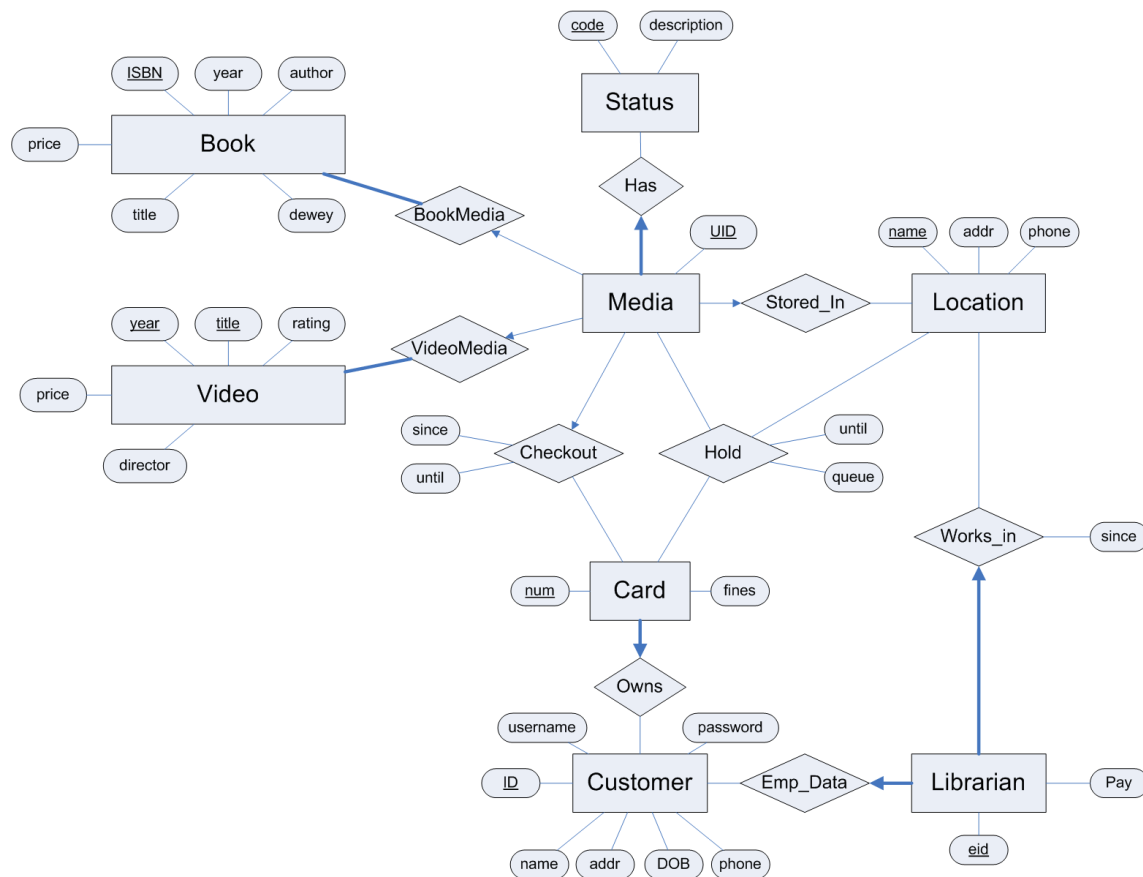 code
description
Status
ISBN
year
author
price
Book
title
dewey
Has
BookMedia
UID
name
addr
phone
Media
Stored_In
Location
year
title
rating
VideoMedia
price
Video
director
since
Checkout
until
Hold
until
queue
Works_in
since
num
Card
fines
Owns
username
password
ID
Customer
Emp_Data
Librarian
Pay
name
addr
DOB
phone
eid